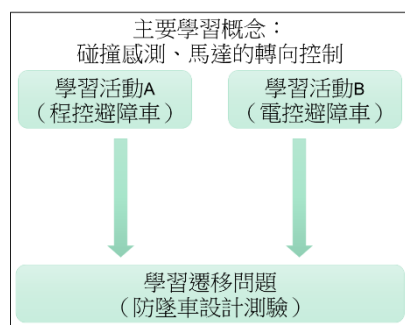 主要學習概念：
碰撞感測、馬達的轉向控制
學習活動A
（程控避障車）
學習活動B
（電控避障車）
學習遷移問題
（防墜車設計測驗）